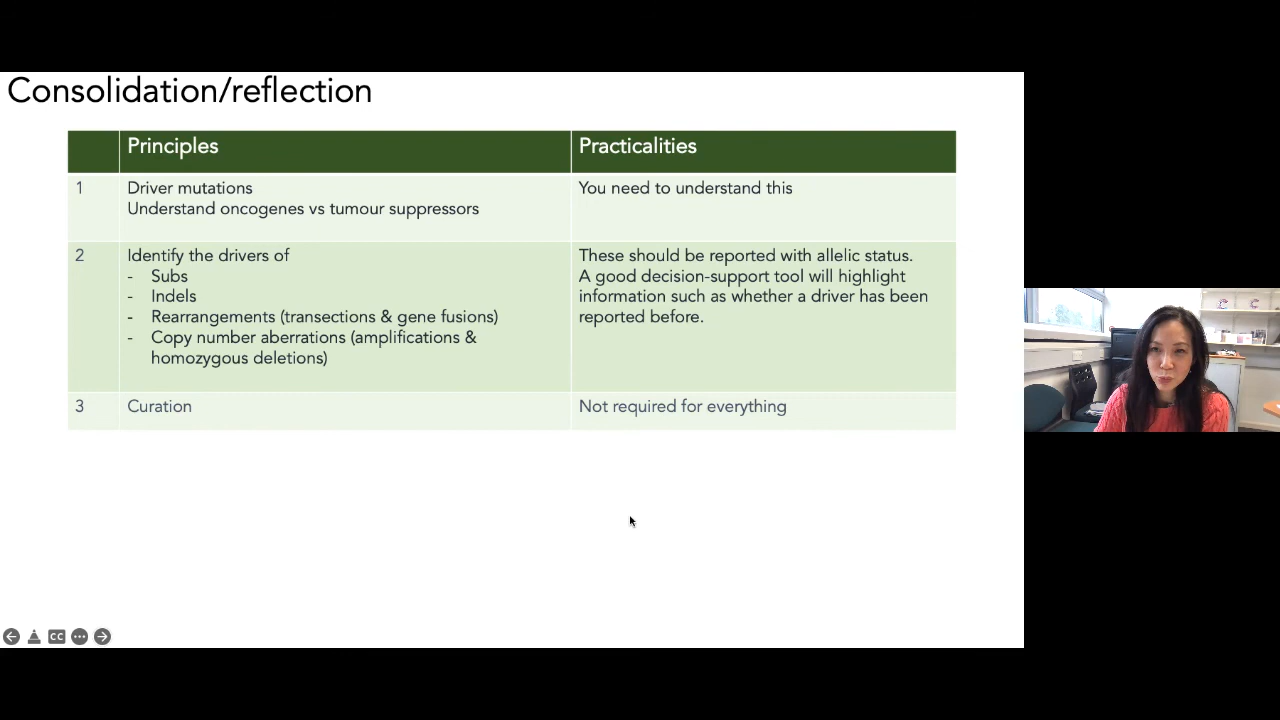 Consolidation/reflection
Principles
Practicalities
1
Driver mutations
Understand oncogenes vs tumour suppressors
You need to understand this
2
Identify the drivers of
- Subs
- Indels
- Rearrangements (transections & gene fusions)
- Copy number aberrations (amplifications &
homozygous deletions)
These should be reported with allelic status.
A good decision-support tool will highlight
information such as whether a driver has been
reported before.
3
Curation
Not required for everything
CC